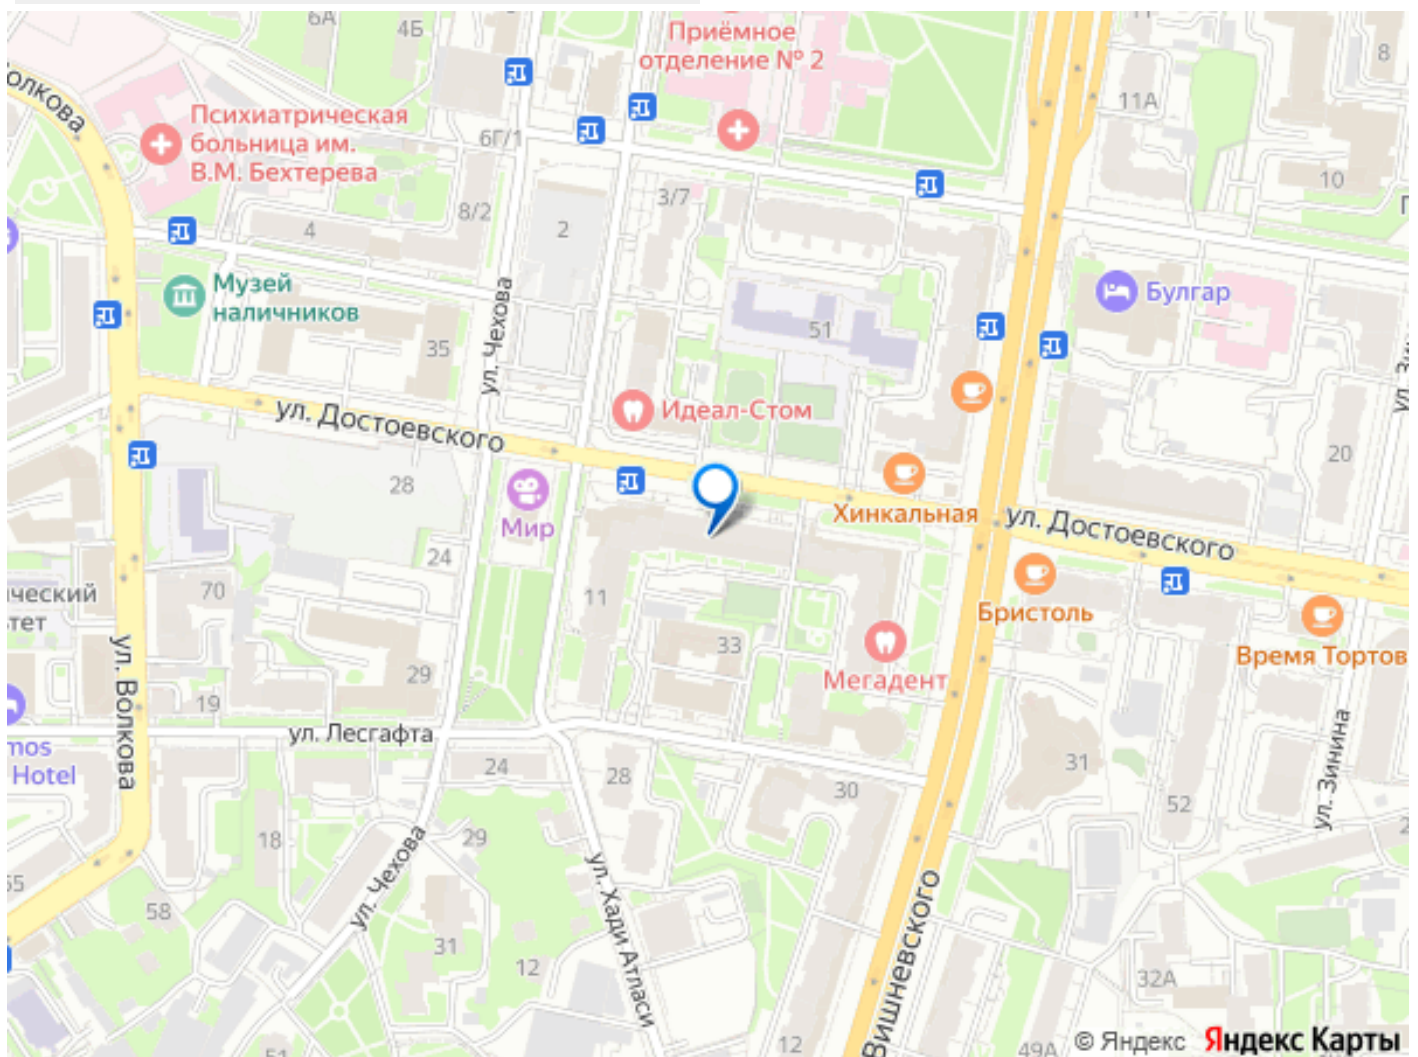 6А
4Б
Приёмное
отделение № 2
8
11А
Волкова
Психиатрическая
больница им.
В.М. Бехтерева
6Г/1
10
3/7
8/2
4
2
Музей
наличников
ул. Чехова
Булгар
51
35
ул. Достоевского
Идеал-Стом
20
28
Хинкальная
Мир
ул. Достоевского
24
70
11
Бристоль
33
Время Тортов
ул. Волкова
29
Мегадент
19
ул. Лесгафта
Hotel
24
28
30
31
52
ул. Зинина
18
29
ул. Чехова
ул. Хади Атласи
58
31
12
Вишневского
32А
12
49А
© Яндекс Яндекс Карты